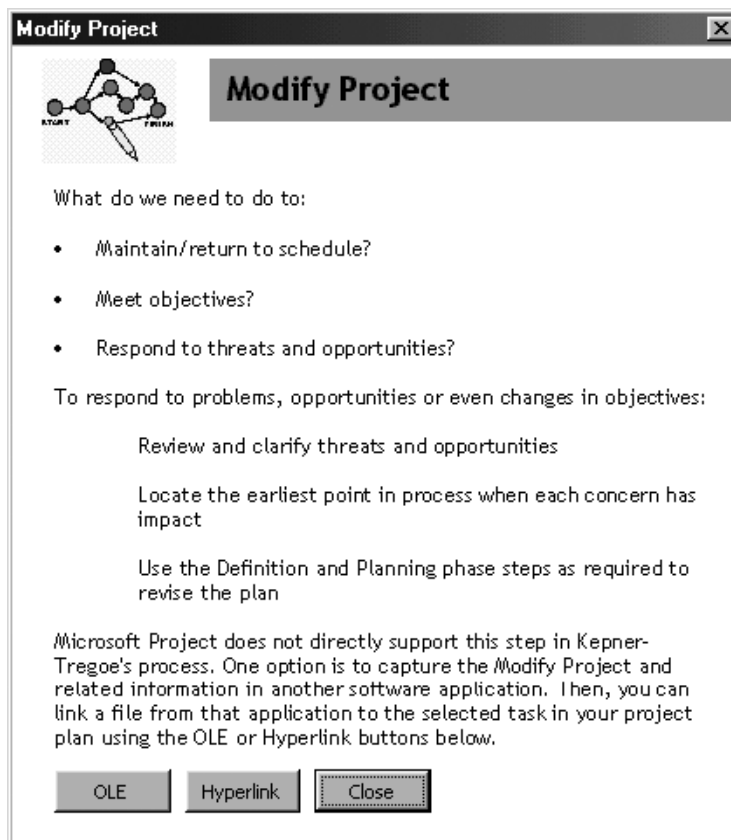 Modify Project
Modify Project
START
FINISH
What do we need to do to:
• Maintain/return to schedule?
• Meet objectives?
• Respond to threats and opportunities?
To respond to problems, opportunities or even changes in objectives:
Review and clarify threats and opportunities
Locate the earliest point in process when each concern has
impact
Use the Definition and Planning phase steps as required to
revise the plan
Microsoft Project does not directly support this step in Kepner-
Tregoe's process. One option is to capture the Modify Project and
related information in another software application. Then, you can
link a file from that application to the selected task in your project
plan using the OLE or Hyperlink buttons below.
OLE Hyperlink Close